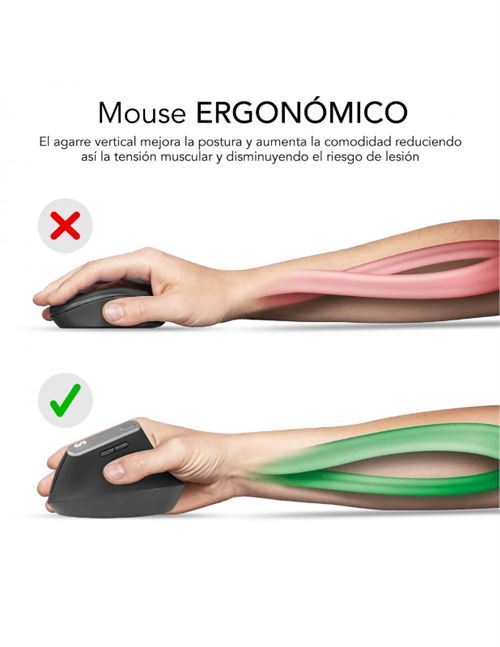 Mouse ERGONÓMICO
El agarre vertical mejora la postura y aumenta la comodidad reduciendo
así la tensión muscular y disminuyendo el riesgo de lesión
S